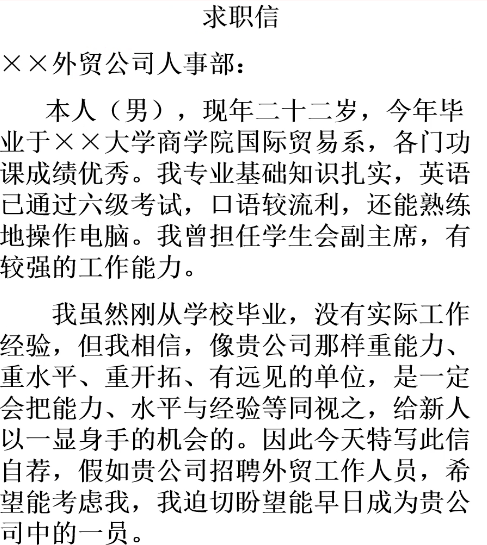 求职信
××外贸公司人事部：
本人（男），现年二十二岁，今年毕
业于××大学商学院国际贸易系，各门功
课成绩优秀。我专业基础知识扎实，英语
已通过六级考试，口语较流利，还能熟练
地操作电脑。我曾担任学生会副主席，有
较强的工作能力。
我虽然刚从学校毕业，没有实际工作
经验，但我相信，像贵公司那样重能力、
重水平、重开拓、有远见的单位，是一定
会把能力、水平与经验等同视之，给新人
以一显身手的机会的。因此今天特写此信
自荐，假如贵公司招聘外贸工作人员，希
望能考虑我，我迫切盼望能早日成为贵公
司中的一员。